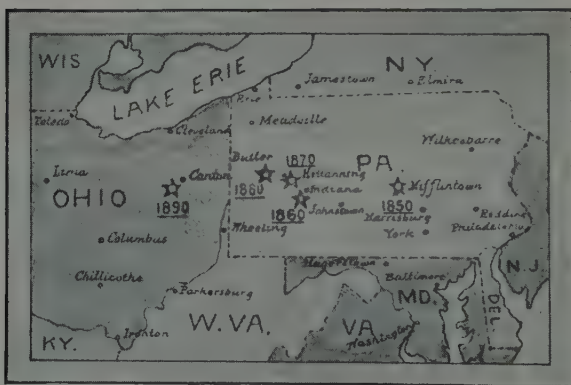 WIS
LAKE ERIE
N.Y.
Jamestown
Elmira
Erie
Toledo
Cleveland
Meadville
Wilkesbarre
Lima
Canton
Butler
1870
Kittanning
PA.
OHIO
1890
1880
Indiana
1860
Johnstown
Mifflintown
1850
Harrisburg
Reading
Philadelphia
York
Columbus
Wheeling
Hagerstown
Baltimore
N.J.
Chillicothe
Parkersburg
MD.
DEL.
W.VA.
VA
Washington
Ironton
KY.